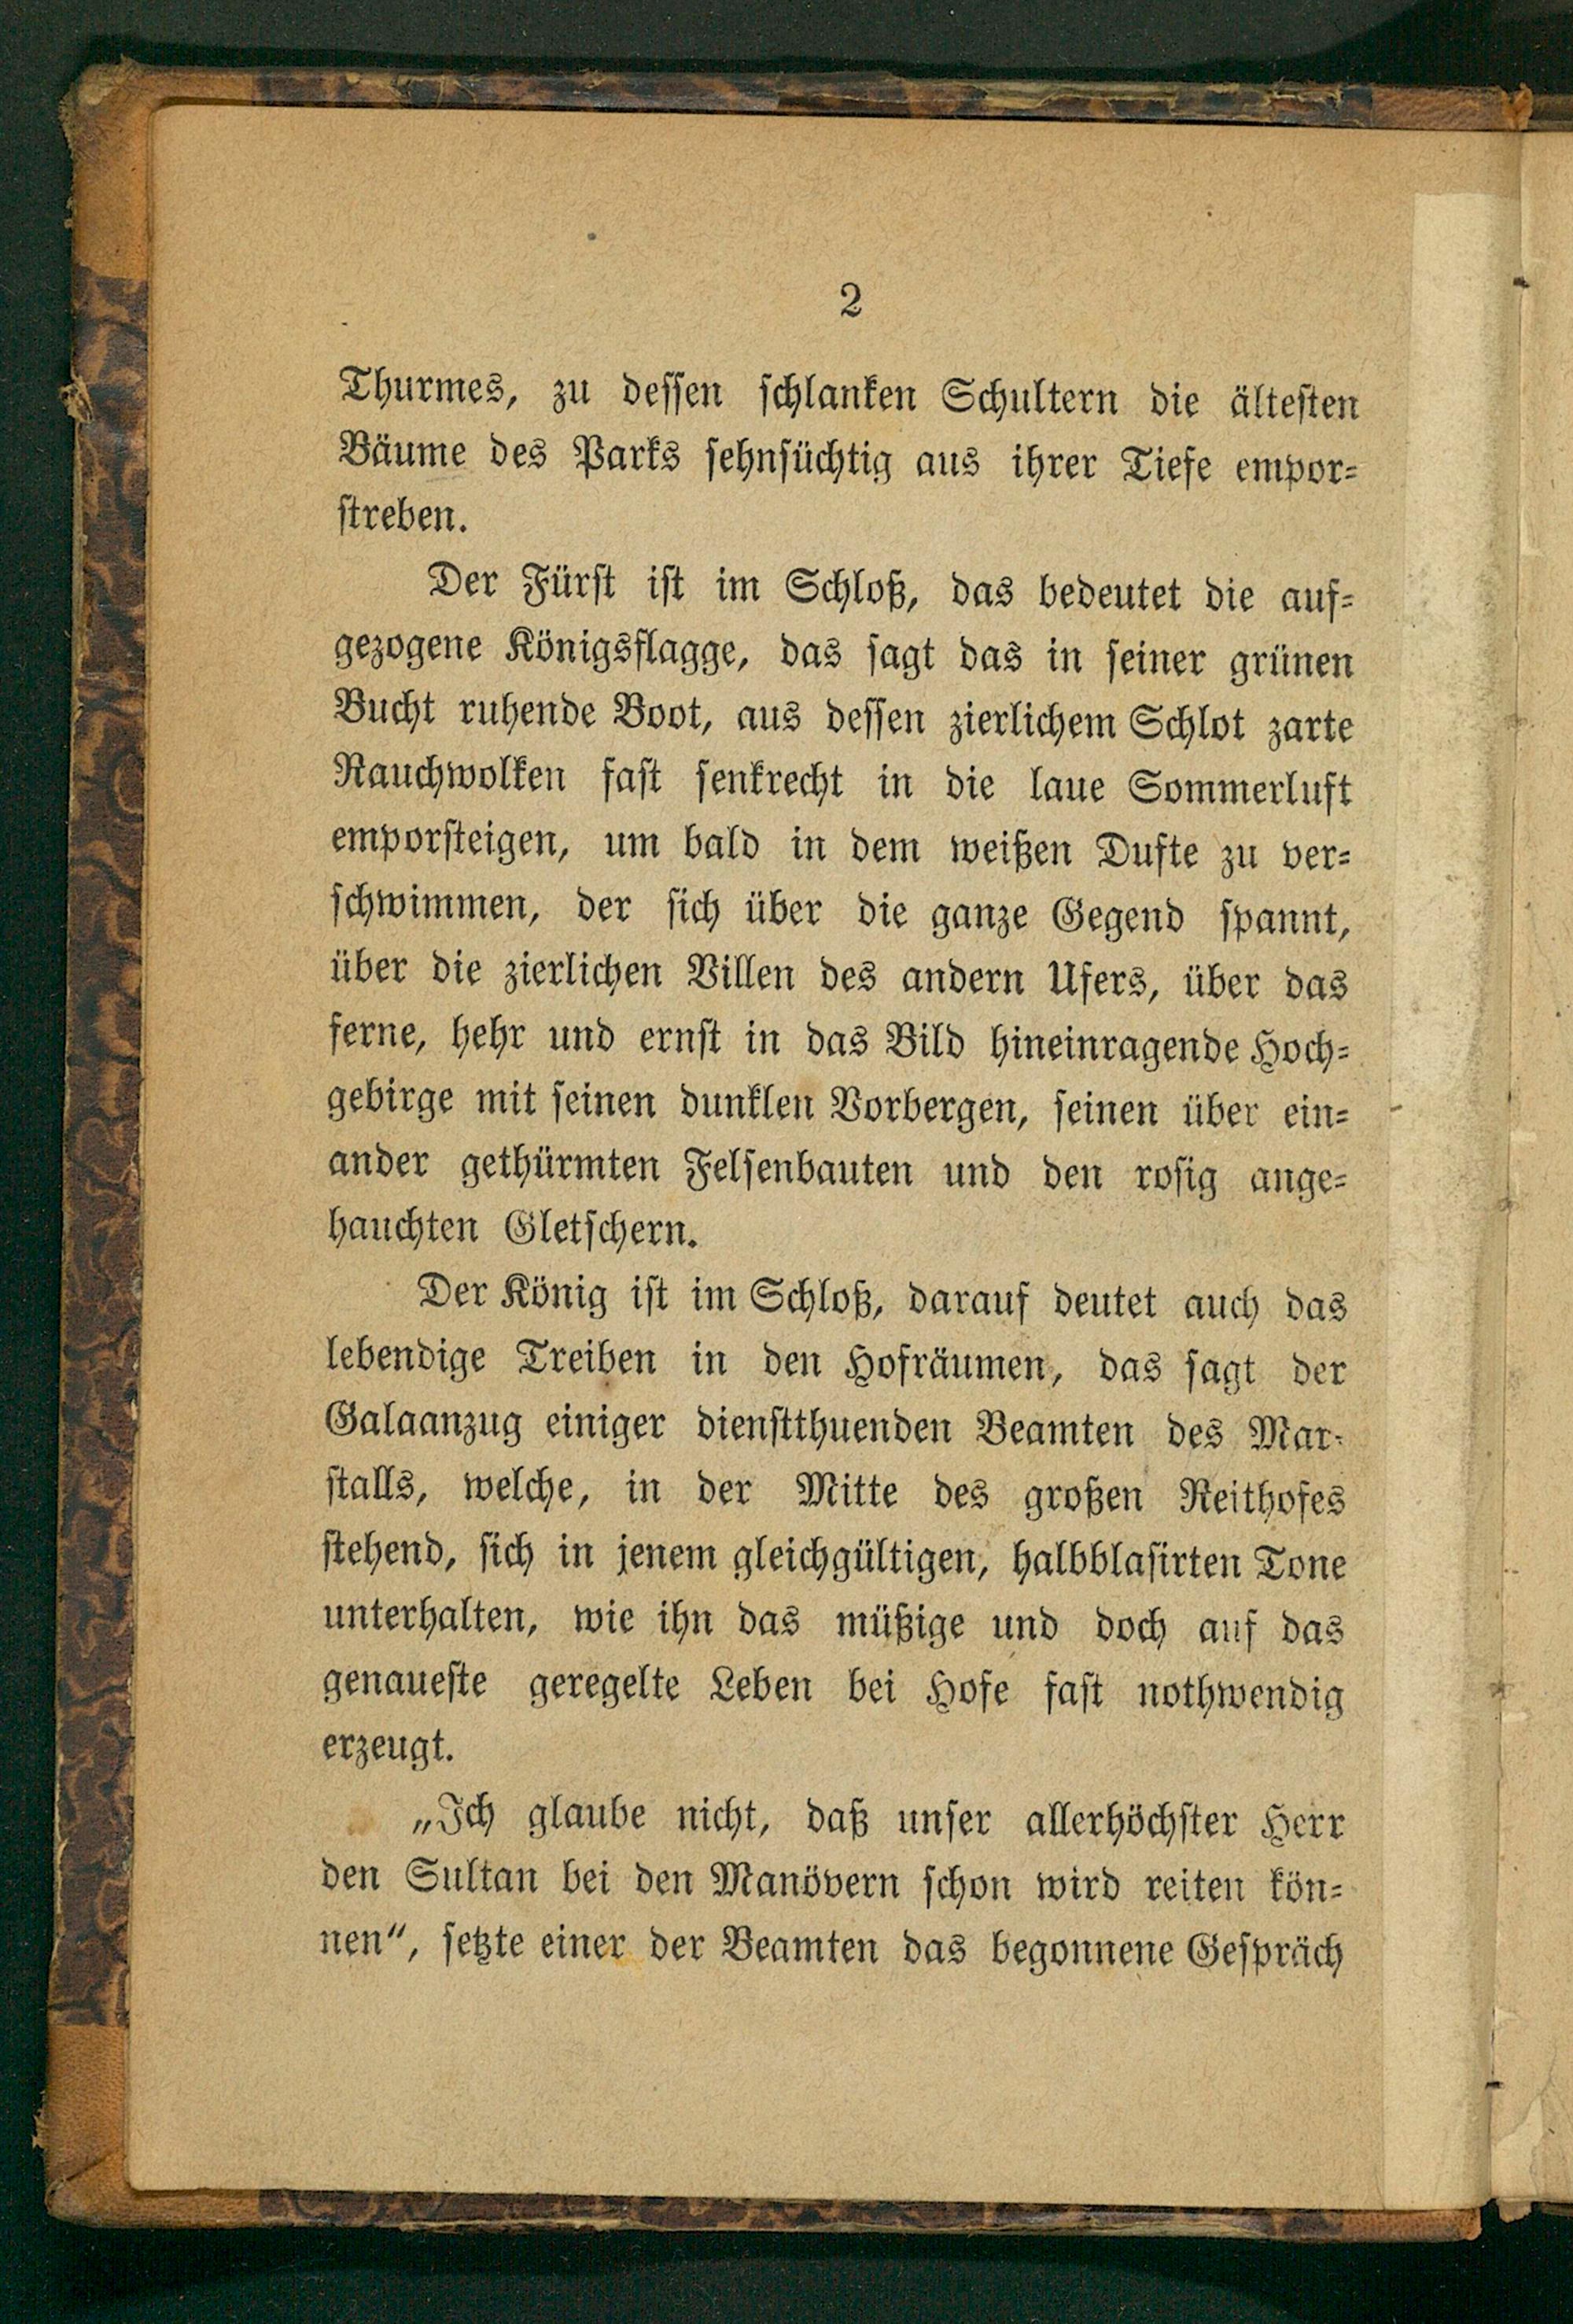 2
Thurmes, zu dessen schlanken Schultern die ältesten
Bäume des Parks sehnsüchtig aus ihrer Tiefe empor-
streben.
Der Fürst ist im Schloß, das bedeutet die auf-
gezogene Königsflagge, das sagt das in seiner grünen
Bucht ruhende Boot, aus dessen zierlichem Schlot zarte
Rauchwolken fast senkrecht in die laue Sommerluft
emporsteigen, um bald in dem weißen Dufte zu ver-
schwimmen, der sich über die ganze Gegend spannt,
über die zierlichen Villen des andern Ufers, über das
ferne, hehr und ernst in das Bild hineinragende Hoch-
gebirge mit seinen dunklen Vorbergen, seinen über ein-
ander gethürmten Felsenbauten und den rosig ange-
hauchten Gletschern.
Der König ist im Schloß, darauf deutet auch das
lebendige Treiben in den Hofräumen, das sagt der
Galaanzug einiger dienstthuenden Beamten des Mar-
stalls, welche, in der Mitte des großen Reithofes
stehend, sich in jenem gleichgültigen, halbblasirten Tone
unterhalten, wie ihn das müßige und doch auf das
genaueste geregelte Leben bei Hofe fast nothwendig
erzeugt.
„Ich glaube nicht, daß unser allerhöchster Herr
den Sultan bei den Manövern schon wird reiten kön-
nen“, setzte einer der Beamten das begonnene Gespräch